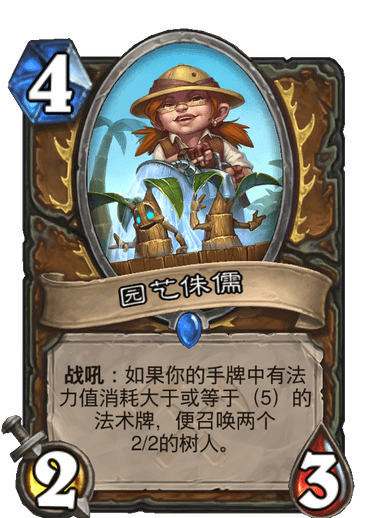 4
园艺侏儒
战吼：如果你的手牌中有法
力值消耗大于或等于（5）的
法术牌，便召唤两个
2/2的树人。
2
3